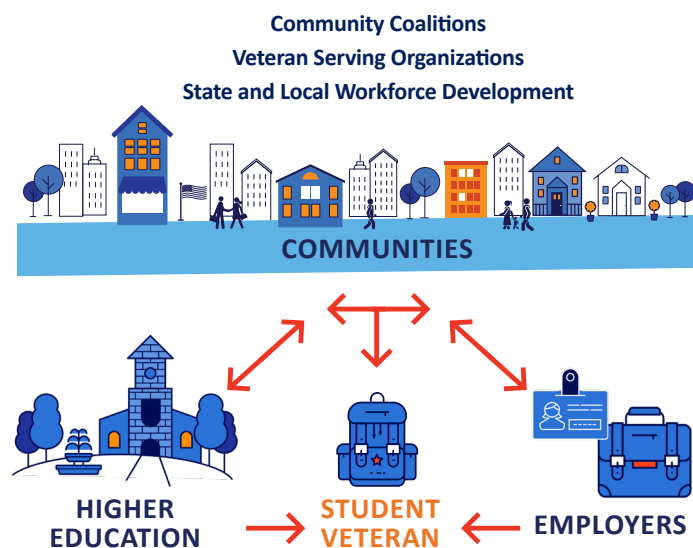 Community Coalitions
Veteran Serving Organizations
State and Local Workforce Development
COMMUNITIES
HIGHER
EDUCATION
STUDENT
VETERAN
EMPLOYERS